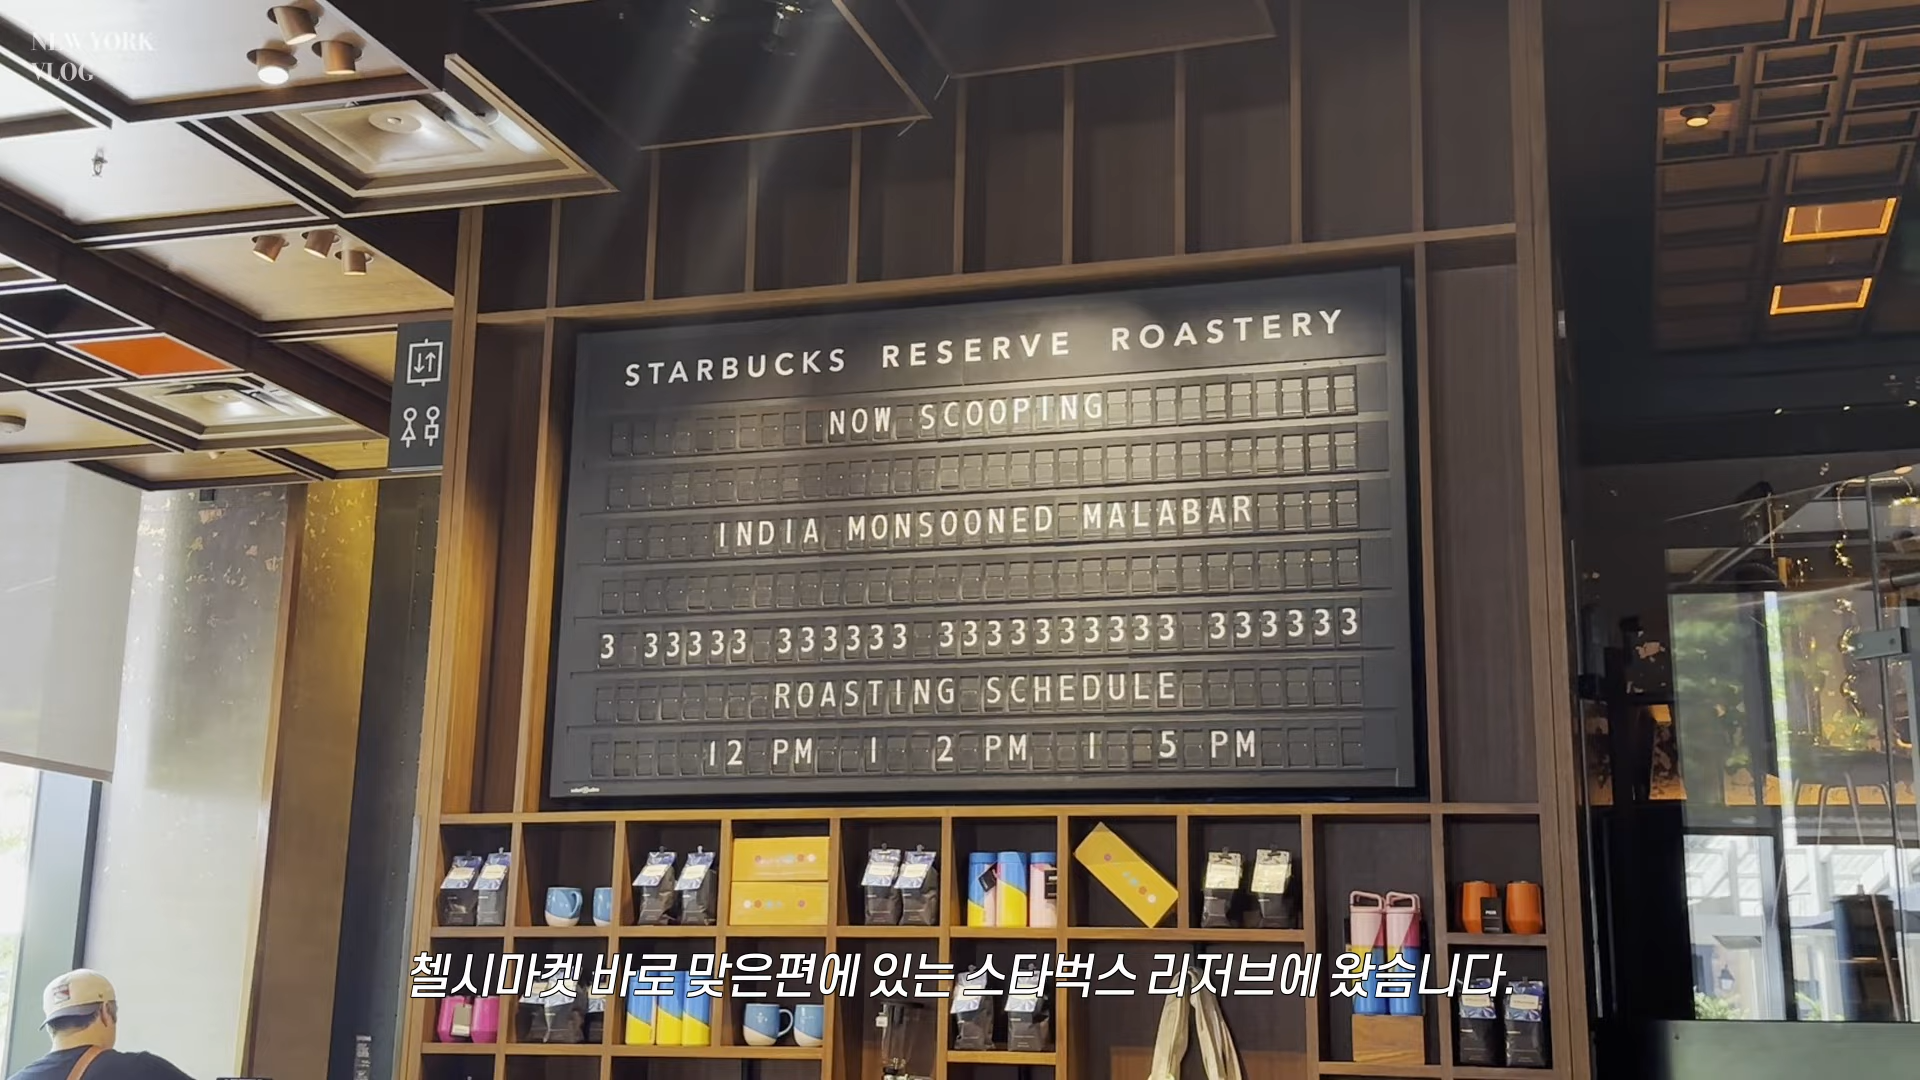 NEW YORK
VLOG
STARBUCKS RESERVE ROASTERY
NOW SCOOPING
INDIA MONSOONED MALABAR
3 33333 333333 3333333333 333333
ROASTING SCHEDULE
12 PM | 2 PM | 5 PM
첼시마켓 바로 맞은편에 있는 스타벅스 리저브에 왔습니다.